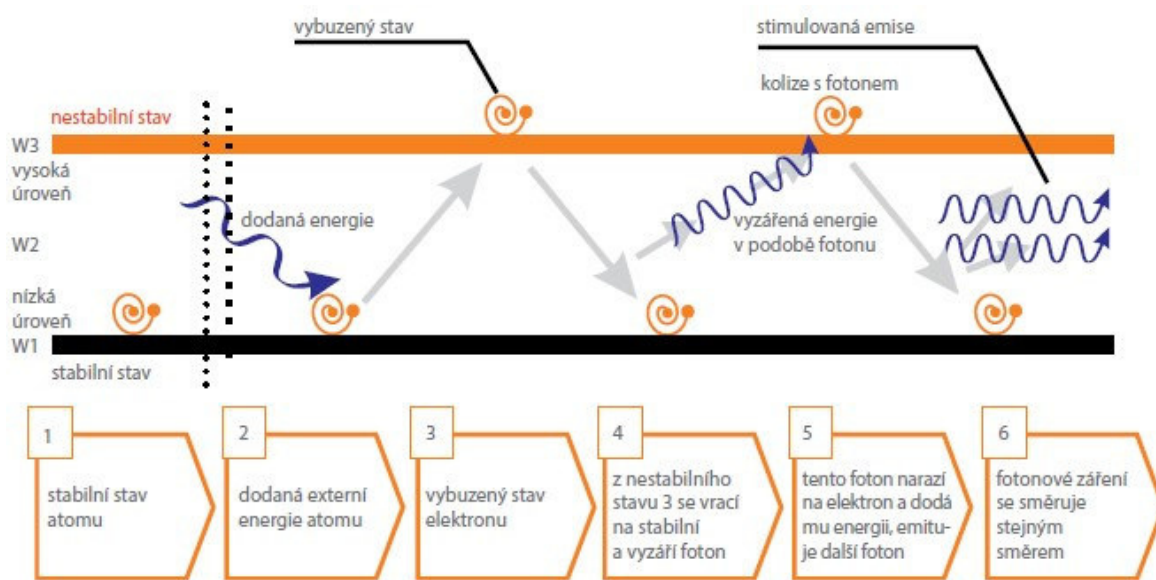 vybuzený stav
stimulovaná emise
kolize s fotonem
nestabilní stav
W3
vysoká
úroveň
dodaná energie
vyzářená energie
v podobě fotonu
W2
nízká
úroveň
W1
stabilní stav
1
stabilní stav
atomu
2
dodaná externí
energie atomu
3
vybuzený stav
elektronu
4
z nestabilního
stavu 3 se vrací
na stabilní
a vyzáří foton
5
tento foton narazí
na elektron a dodá
mu energii, emitu-
je další foton
6
fotonové záření
se směruje
stejným
směrem